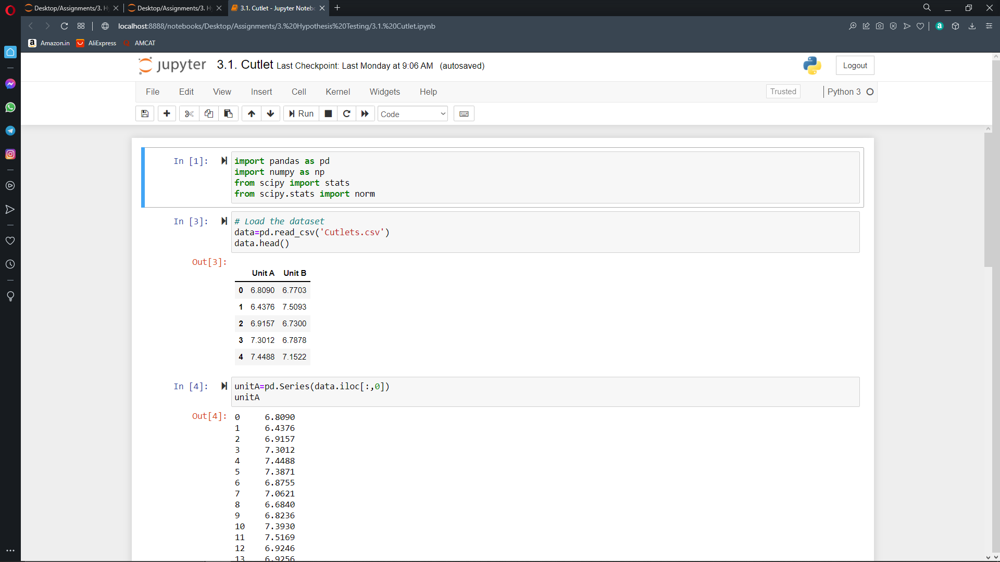 Desktop/Assignments/3. H
Desktop/Assignments/3. H
3.1. Cutlet - Jupyter Notebo
localhost:8888/notebooks/Desktop/Assignments/3.%20Hypothesis%20Testing/3.1.%20Cutlet.ipynb
Amazon.in
AliExpress
AMCAT
jupyter 3.1. Cutlet Last Checkpoint: Last Monday at 9:06 AM (autosaved)
Logout
File Edit View Insert Cell Kernel Widgets Help
Trusted
Python 3
Run
Code
In [1]:
import pandas as pd
import numpy as np
from scipy import stats
from scipy.stats import norm
In [3]:
# Load the dataset
data=pd.read_csv('Cutlets.csv')
data.head()
Out[3]:
Unit A Unit B
0 6.8090 6.7703
1 6.4376 7.5093
2 6.9157 6.7300
3 7.3012 6.7878
4 7.4488 7.1522
In [4]:
unitA=pd.Series(data.iloc[:,0])
unitA
Out[4]:
0 6.8090
1 6.4376
2 6.9157
3 7.3012
4 7.4488
5 7.3871
6 6.8755
7 7.0621
8 6.6840
9 6.8236
10 7.3930
11 7.5169
12 6.9246
13 6.9256